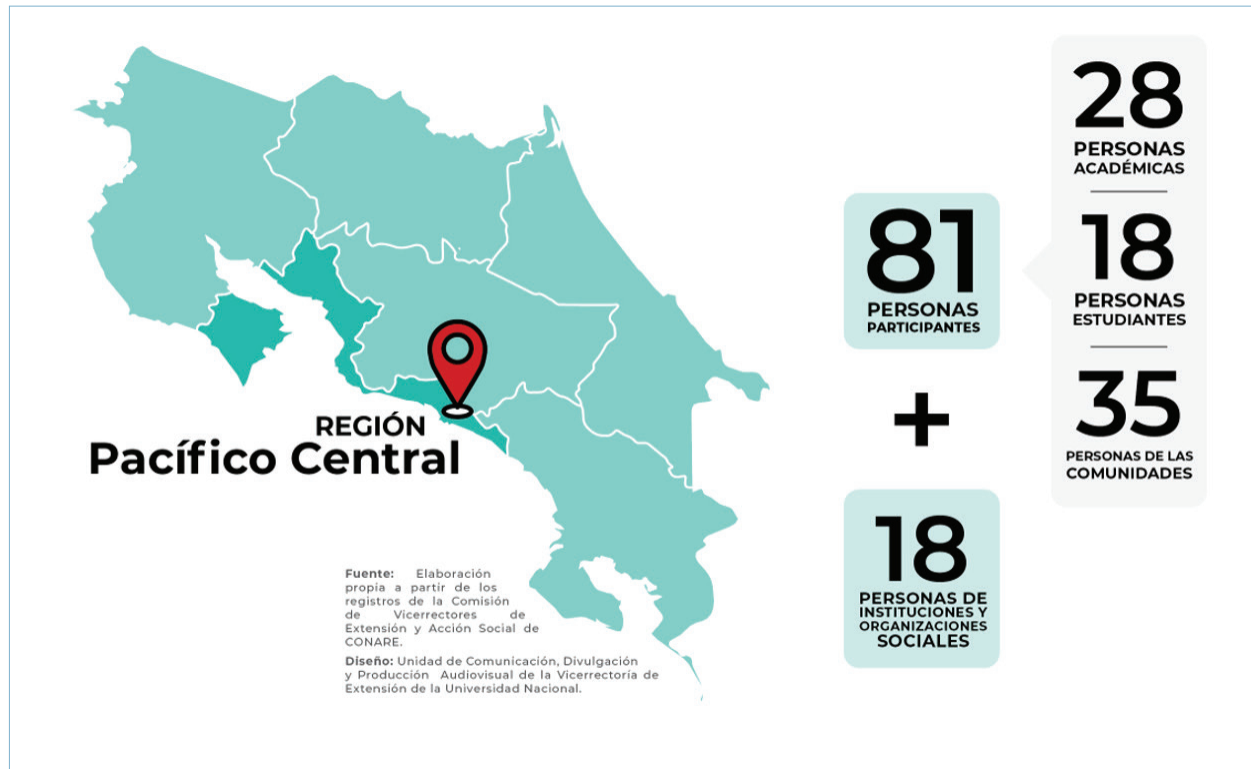 REGIÓN
Pacífico Central
Fuente: Elaboración
propia a partir de los
registros de la Comisión
de Vicerrectores de
Extensión y Acción Social de
CONARE.
Diseño: Unidad de Comunicación, Divulgación
y Producción Audiovisual de la Vicerrectoría de
Extensión de la Universidad Nacional.
81
PERSONAS
PARTICIPANTES
+
18
PERSONAS DE
INSTITUCIONES Y
ORGANIZACIONES
SOCIALES
28
PERSONAS
ACADÉMICAS
18
PERSONAS
ESTUDIANTES
35
PERSONAS DE LAS
COMUNIDADES